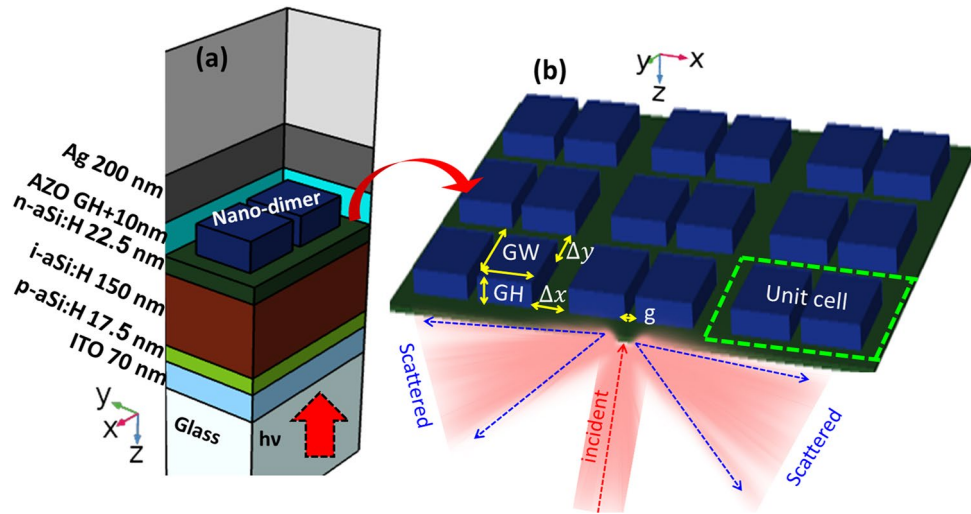 (a)
Ag 200 nm
AZO GH+10nm
n-aSi:H 22.5 nm
i-aSi:H 150 nm
p-aSi:H 17.5 nm
ITO 70 nm
Nano-dimer
Glass
hν
y
x
z
(b)
y
x
z
GW
GH
Δy
Δx
g
Unit cell
Scattered
incident
Scattered